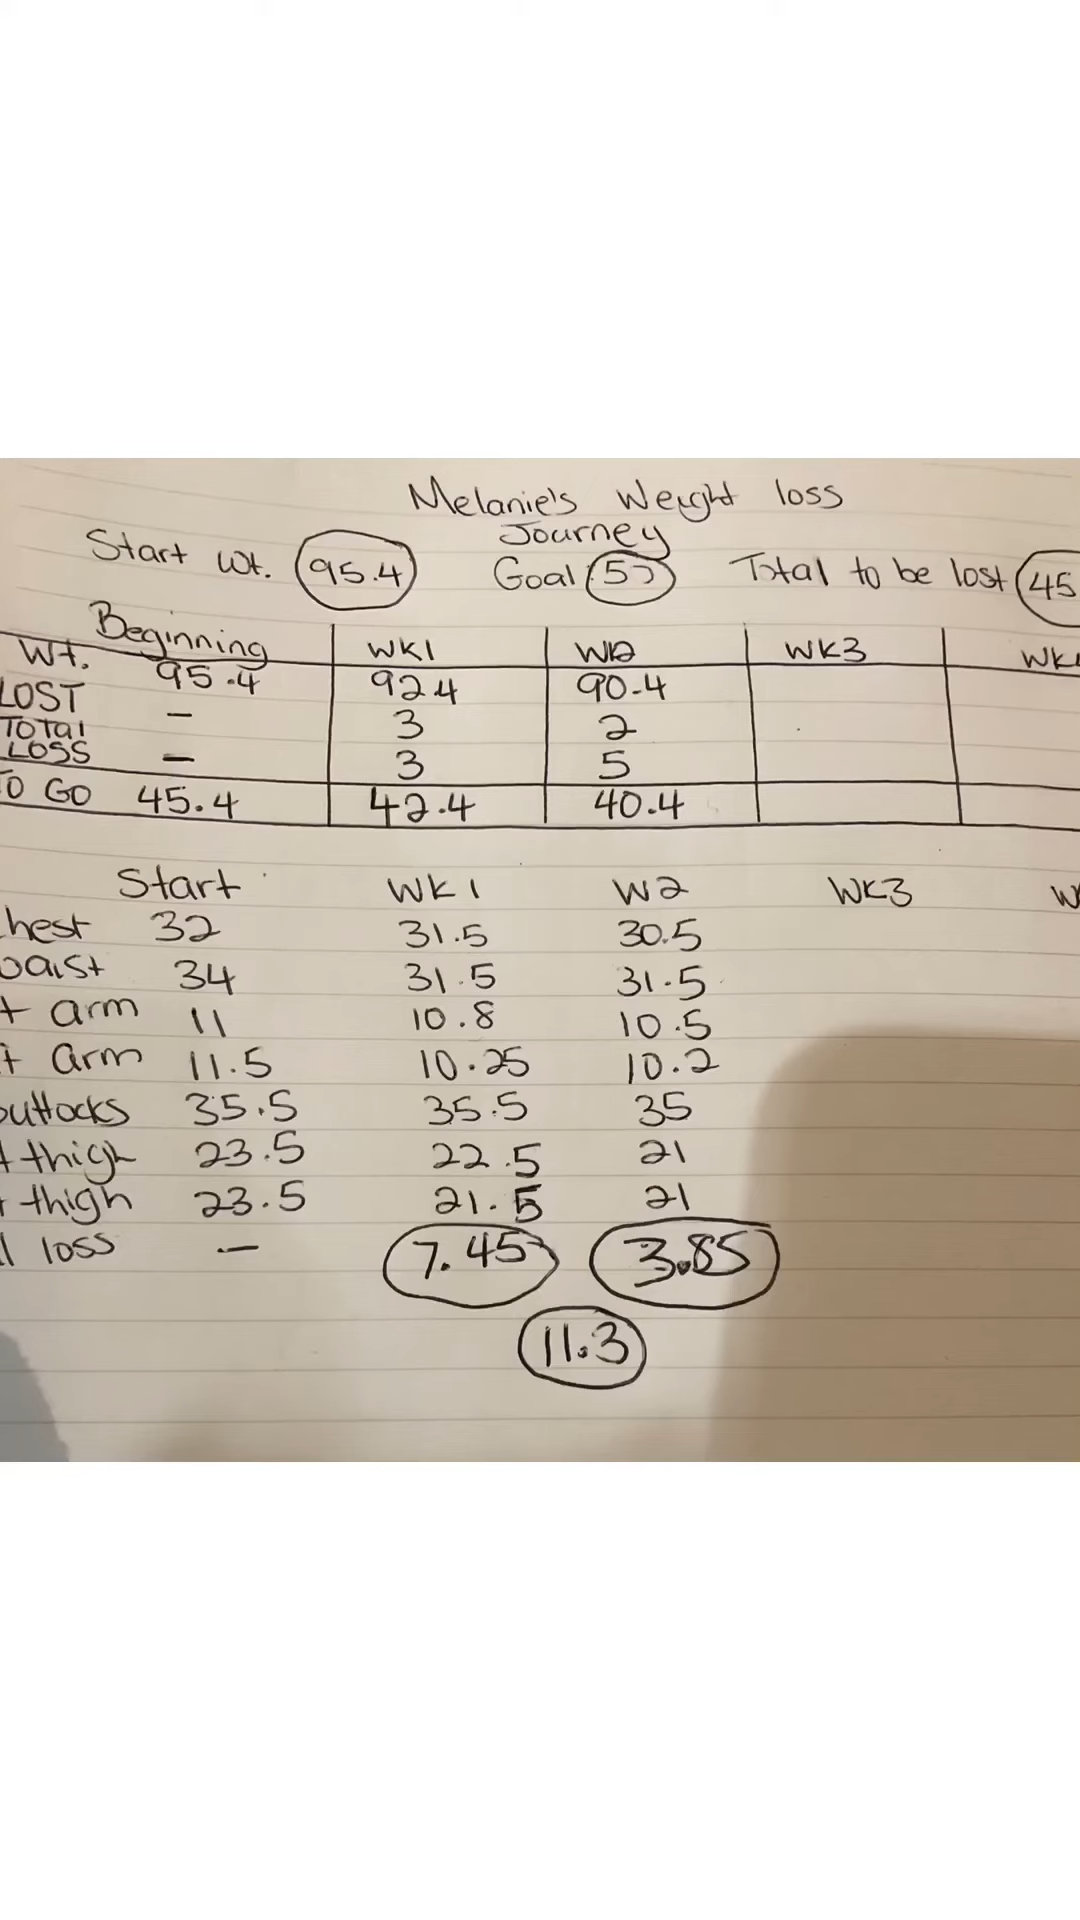 Melanie's Weight loss
Journey
Start Wt. 95.4 Goal 50 Total to be lost 45
Beginning WK1 WK2 WK3 WK
Wt. 95.4 92.4 90.4
LOST - 3 2
TOTAL
LOSS - 3 5
TO GO 45.4 42.4 40.4
Start WK1 W2 WK3 W
hest 32 31.5 30.5
aist 34 31.5 31.5
t arm 11 10.8 10.5
t arm 11.5 10.25 10.2
uttocks 35.5 35.5 35
t thigh 23.5 22.5 21
t thigh 23.5 21.5 21
l loss - 7.45 3.85
11.3